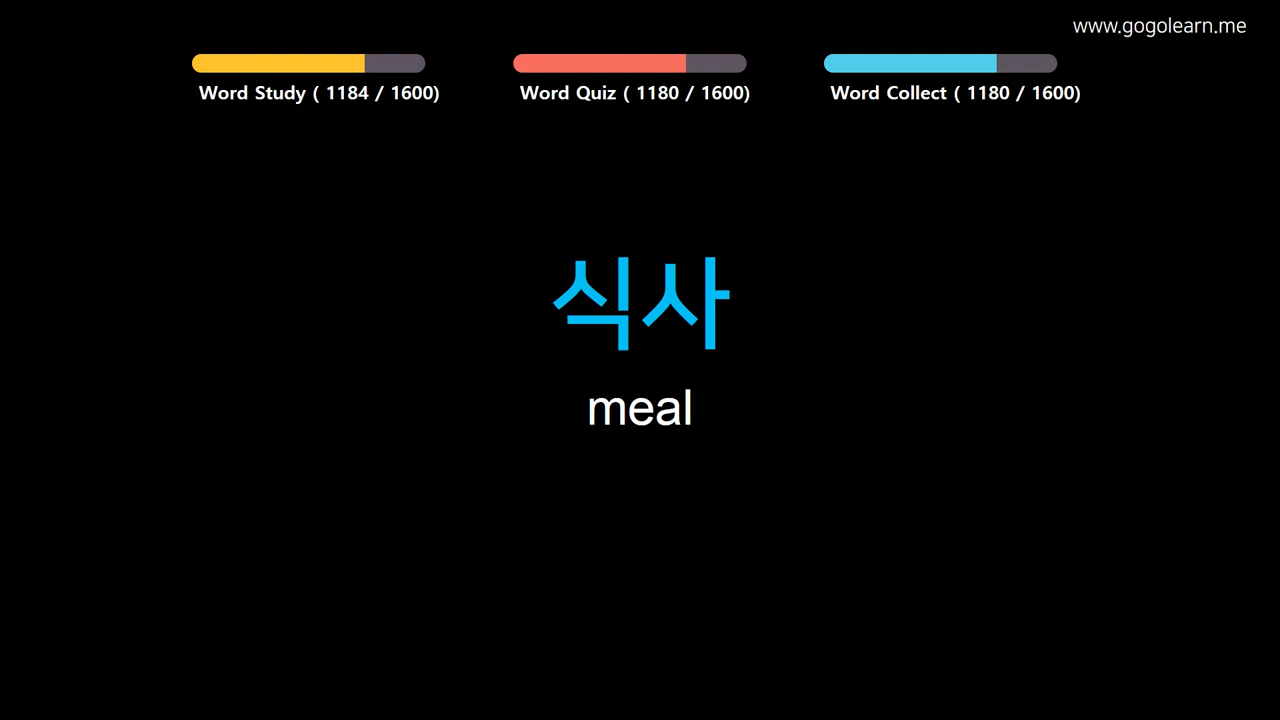 www.gogolearn.me
Word Study ( 1184 / 1600)
Word Quiz ( 1180 / 1600)
Word Collect ( 1180 / 1600)
식사
meal